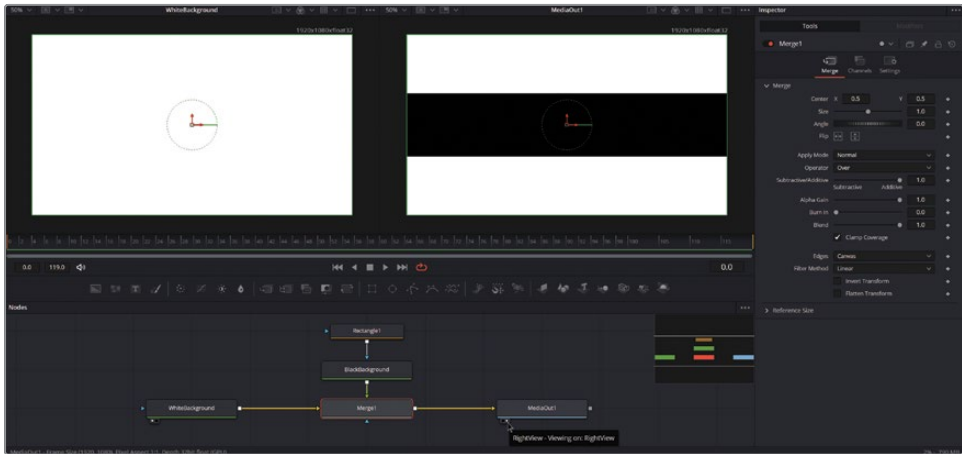 50%
WhiteBackground
50%
MediaOut1
Inspector
1920x1080xfloat32
1920x1080xfloat32
Tools
Merge1
Merge Channels Settings
Merge
Center X 0.5 Y 0.5
Size 1.0
Angle 0.0
Flip
Apply Mode Normal
Operator Over
Subtractive/Additive 1.0
Subtractive Additive
Alpha Gain 1.0
Burn In 0.0
Blend 1.0
Clamp Coverage
Edges Canvas
Filter Method Linear
Invert Transform
Flatten Transform
Reference Size
0.0 119.0 0.0
Nodes
Rectangle1
BlackBackground
WhiteBackground
Merge1
MediaOut1
RightView - Viewing on: RightView